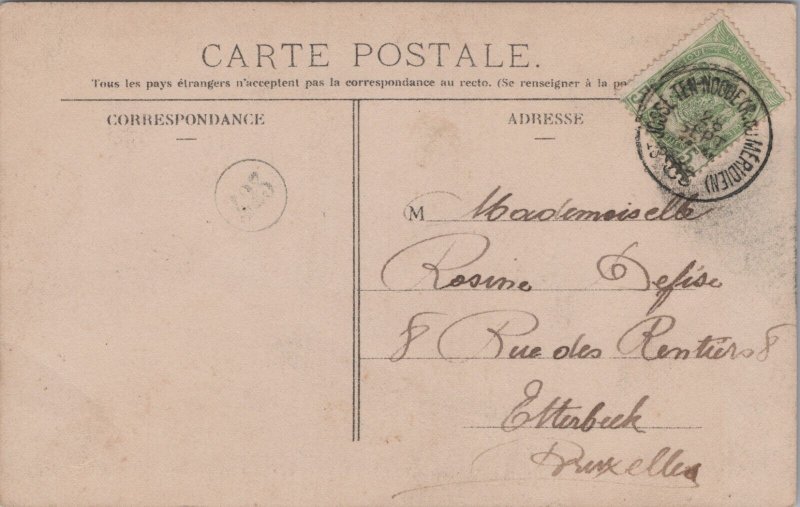 CARTE POSTALE.
Tous les pays étrangers n'acceptent pas la correspondance au recto. (Se renseigner à la po
CORRESPONDANCE
ADRESSE
M Mademoiselle
Rosine Defise
8 Rue des Rentiers 8
Etterbeek
Bruxelles